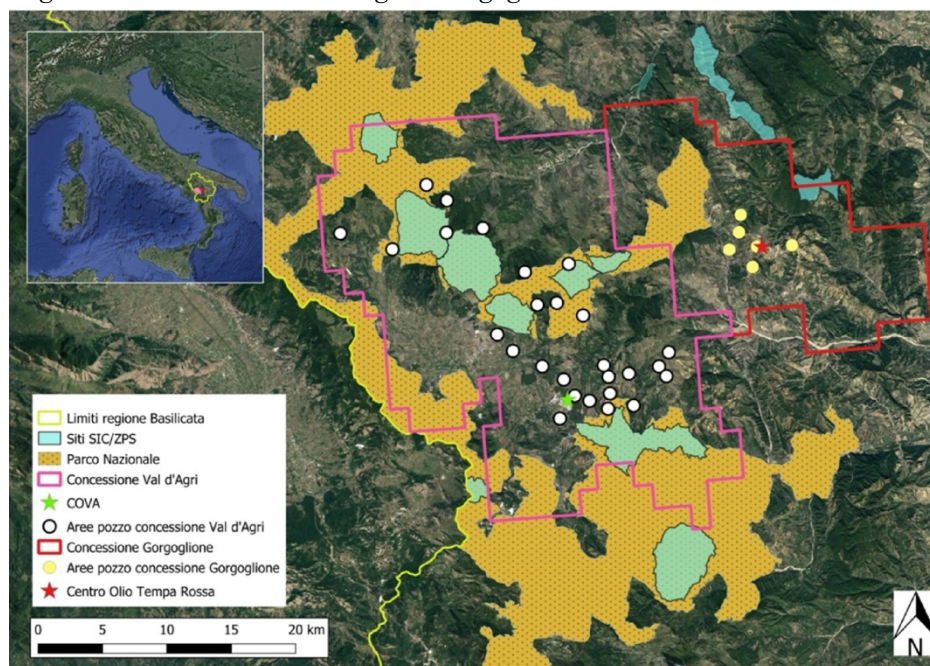 Limiti regione Basilicata
Siti SIC/ZPS
Parco Nazionale
Concessione Val d'Agri
COVA
Aree pozzo concessione Val d'Agri
Concessione Gorgoglione
Aree pozzo concessione Gorgoglione
Centro Olio Tempa Rossa
0 5 10 15 20 km
N